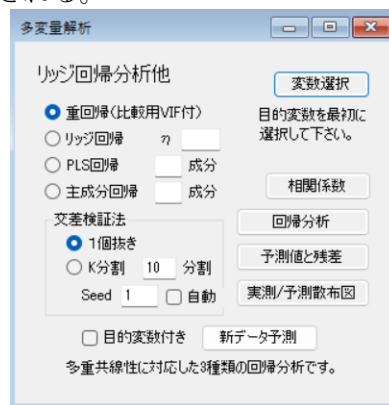 される。
多変量解析
リッジ回帰分析他
変数選択
重回帰(比較用VIF付)
目的変数を最初に
選択して下さい。
リッジ回帰 η
PLS回帰 成分
主成分回帰 成分
相関係数
交差検証法
1個抜き
K分割 10 分割
Seed 1 自動
回帰分析
予測値と残差
実測/予測散布図
目的変数付き 新データ予測
多重共線性に対応した3種類の回帰分析です。